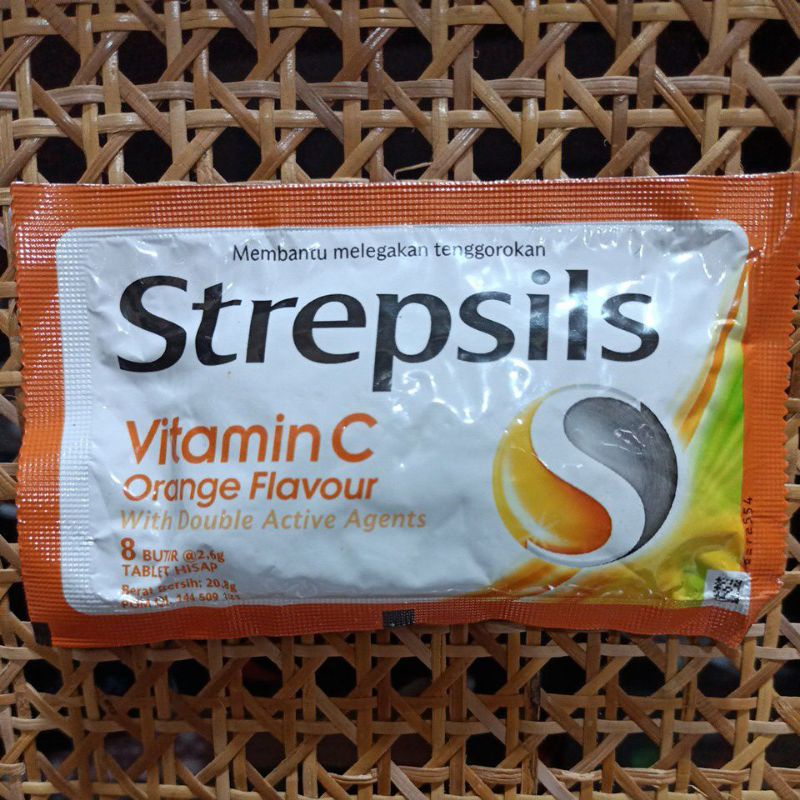 Membantu melegakan tenggorokan
Strepsils
Vitamin C
Orange Flavour
With Double Active Agents
8 BUTIR @2,6g
TABLET HISAP
Berat Bersih: 20,8g
POM